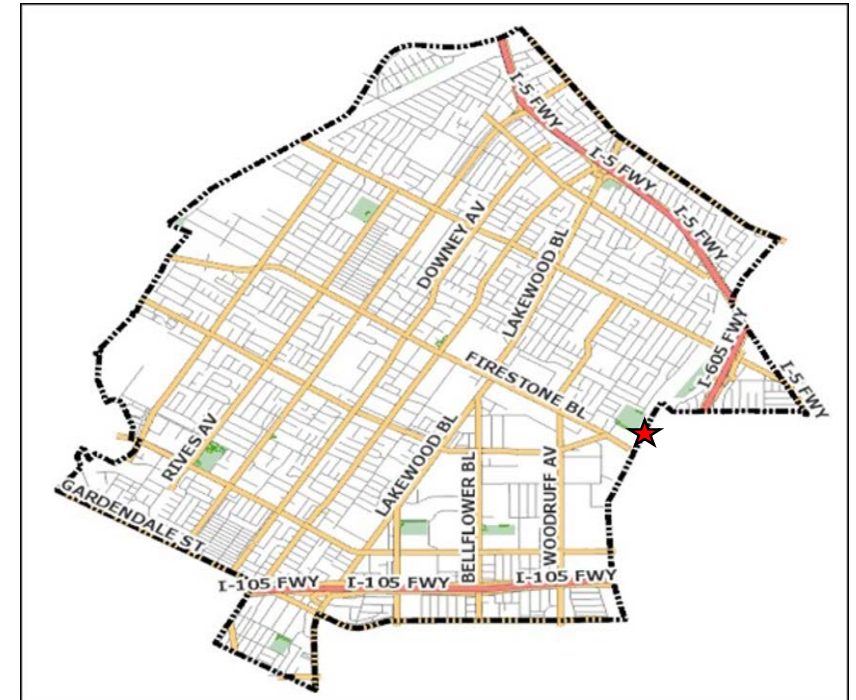 I-5 FWY
I-5 FWY
I-5 FWY
DOWNEY AV
LAKEWOOD BL
I-605 FWY
I-5 FWY
FIRESTONE BL
RIVES AV
LAKEWOOD BL
BELLFLOWER BL
WOODRUFF AV
GARDENDALE ST
I-105 FWY
I-105 FWY
I-105 FWY